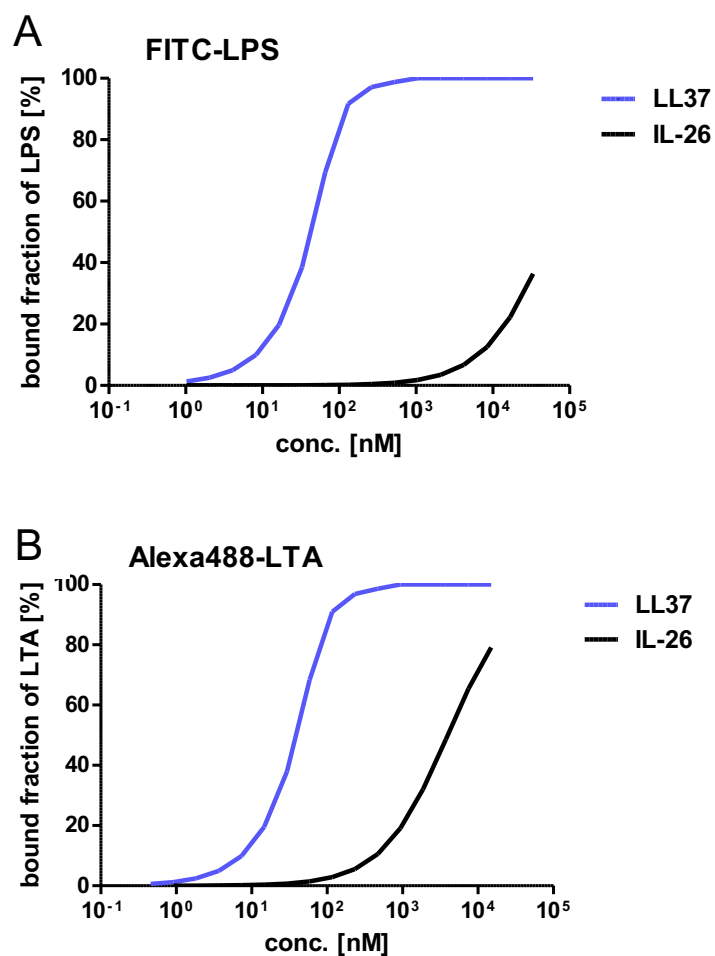 A
FITC-LPS
bound fraction of LPS [%]
100
80
60
40
20
0
10⁻¹ 10⁰ 10¹ 10² 10³ 10⁴ 10⁵
conc. [nM]
LL37
IL-26
B
Alexa488-LTA
bound fraction of LTA [%]
100
80
60
40
20
0
10⁻¹ 10⁰ 10¹ 10² 10³ 10⁴ 10⁵
conc. [nM]
LL37
IL-26